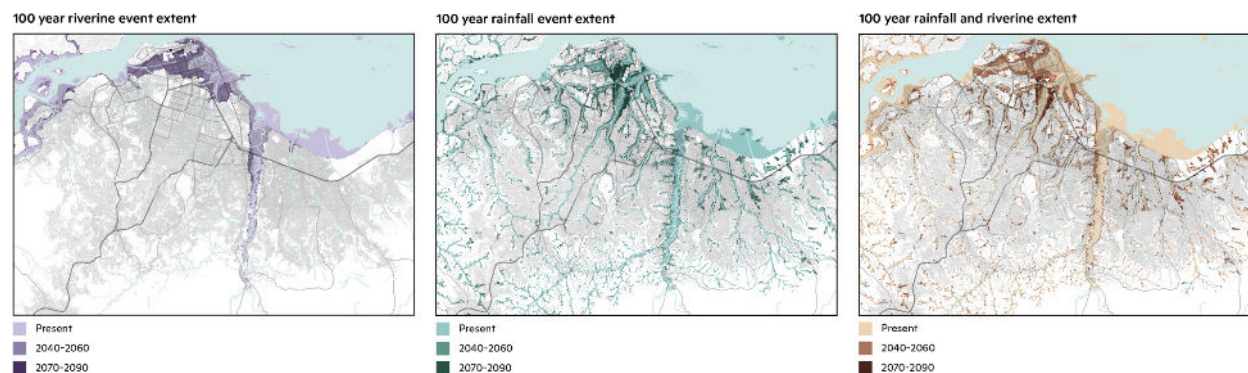 100 year riverine event extent
Present
2040-2060
2070-2090
100 year rainfall event extent
Present
2040-2060
2070-2090
100 year rainfall and riverine extent
Present
2040-2060
2070-2090